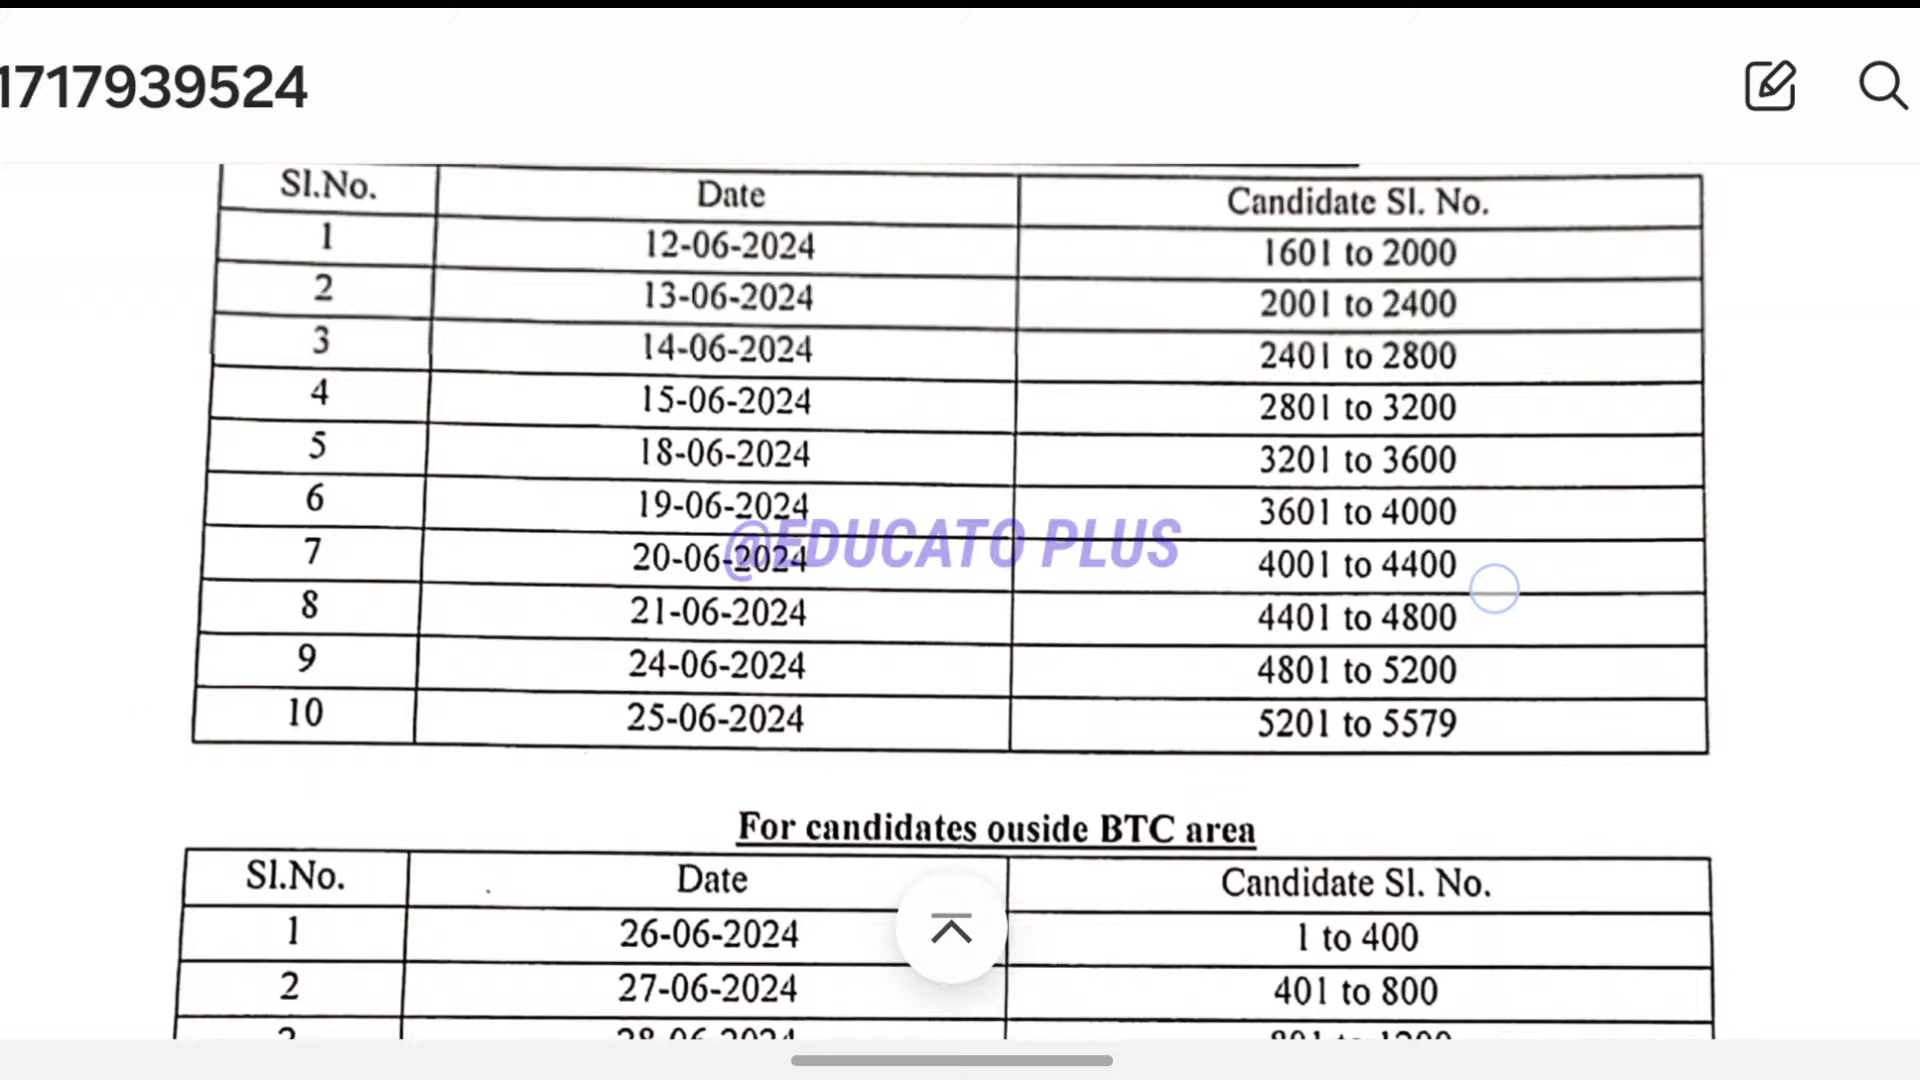 1717939524
Sl.No. Date Candidate Sl. No.
1 12-06-2024 1601 to 2000
2 13-06-2024 2001 to 2400
3 14-06-2024 2401 to 2800
4 15-06-2024 2801 to 3200
5 18-06-2024 3201 to 3600
6 19-06-2024 3601 to 4000
@EDUCATO PLUS
7 20-06-2024 4001 to 4400
8 21-06-2024 4401 to 4800
9 24-06-2024 4801 to 5200
10 25-06-2024 5201 to 5579
For candidates ouside BTC area
Sl.No. Date Candidate Sl. No.
1 26-06-2024 1 to 400
2 27-06-2024 401 to 800